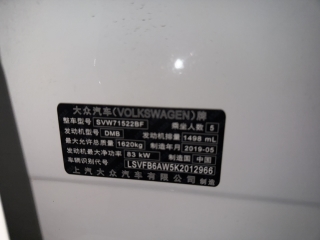 大众汽车(VOLKSWAGEN)牌
整车型号 SVW71522BF 乘坐人数 5
发动机型号 DMB 发动机排量 1498 mL
最大允许总质量 1620kg 制造年月 2019-05
发动机最大净功率 83 kW 制造国 中国
车辆识别代号 LSVFB6AW5K2012966
上汽大众汽车有限公司 制造